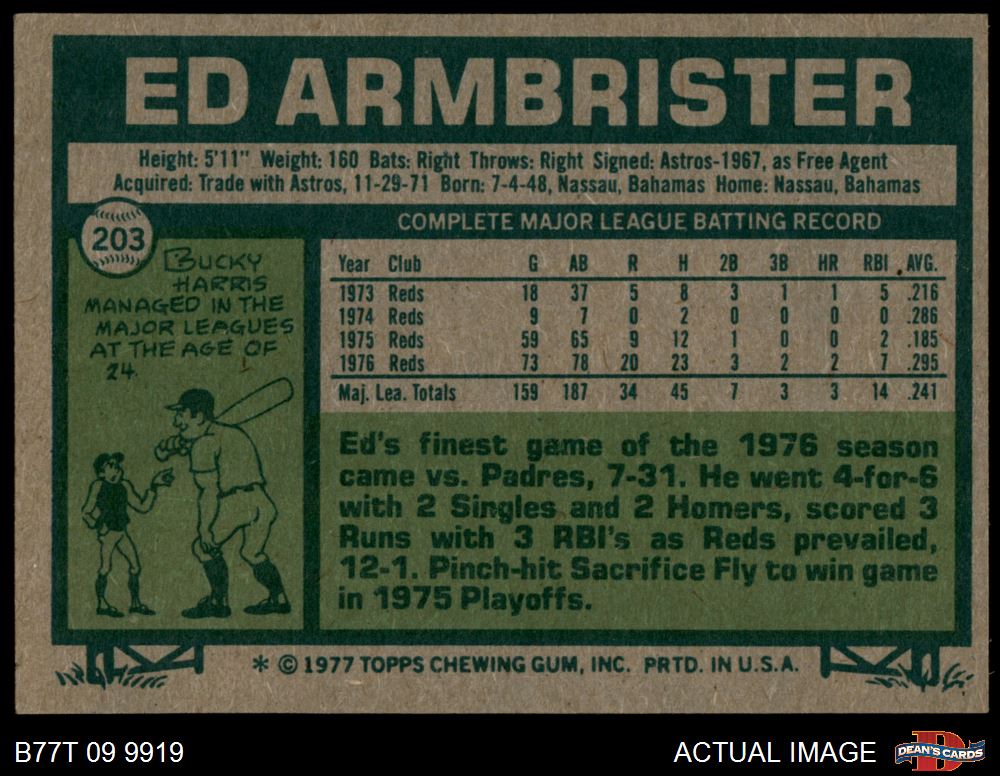 ED ARMBRISTER
Height: 5'11" Weight: 160 Bats: Right Throws: Right Signed: Astros-1967, as Free Agent
Acquired: Trade with Astros, 11-29-71 Born: 7-4-48, Nassau, Bahamas Home: Nassau, Bahamas
203
BUCKY
HARRIS
MANAGED IN THE
MAJOR LEAGUES
AT THE AGE OF
24.
COMPLETE MAJOR LEAGUE BATTING RECORD
Year Club G AB R H 2B 3B HR RBI AVG.
1973 Reds 18 37 5 8 3 1 1 5 .216
1974 Reds 9 7 0 2 0 0 0 0 .286
1975 Reds 59 65 9 12 1 0 0 2 .185
1976 Reds 73 78 20 23 3 2 2 7 .295
Maj. Lea. Totals 159 187 34 45 7 3 3 14 .241
Ed's finest game of the 1976 season
came vs. Padres, 7-31. He went 4-for-6
with 2 Singles and 2 Homers, scored 3
Runs with 3 RBI's as Reds prevailed,
12-1. Pinch-hit Sacrifice Fly to win game
in 1975 Playoffs.
* © 1977 TOPPS CHEWING GUM, INC. PRTD. IN U.S.A.
B77T 09 9919
ACTUAL IMAGE
DEAN'S CARDS